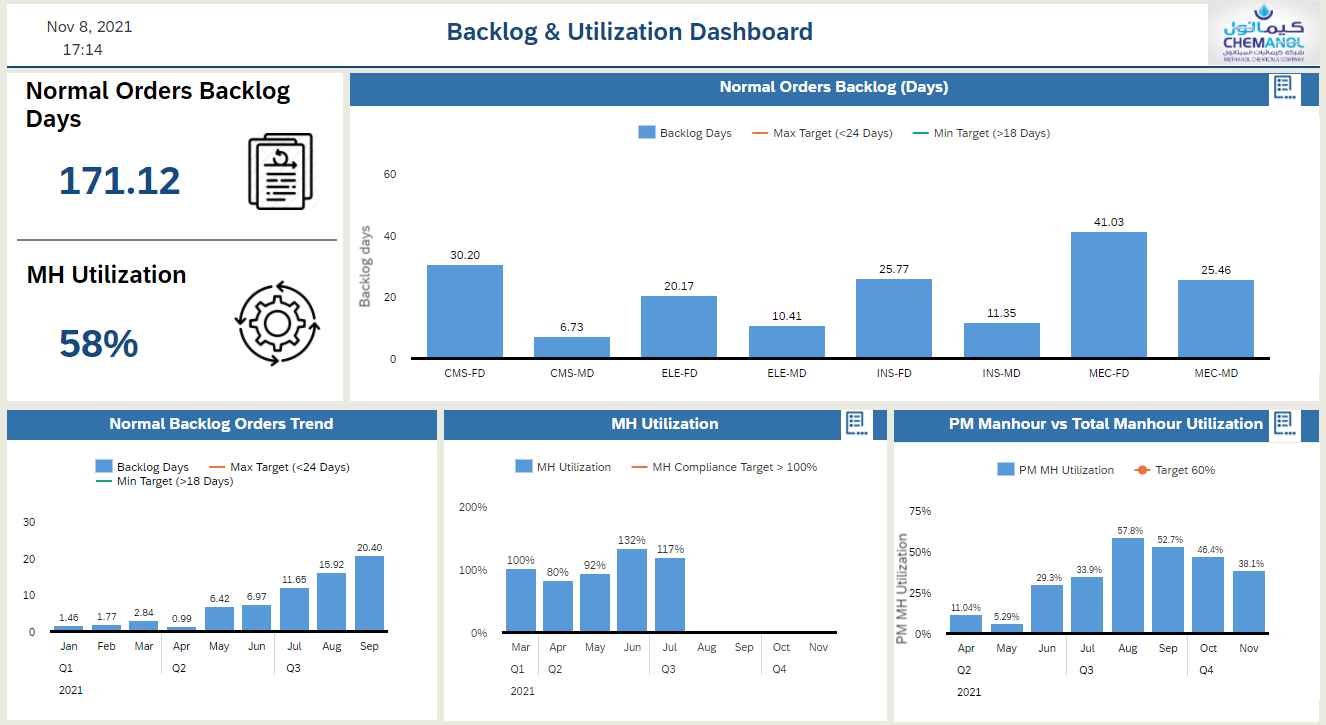 Nov 8, 2021
17:14
Backlog & Utilization Dashboard
كيمانول
CHEMANOL
METHANOL CHEMICALS COMPANY
Normal Orders Backlog
Days
171.12
MH Utilization
58%
Normal Orders Backlog (Days)
Backlog Days
Max Target (<24 Days)
Min Target (>18 Days)
Backlog days
60
40
20
0
30.20
6.73
20.17
10.41
25.77
11.35
41.03
25.46
CMS-FD
CMS-MD
ELE-FD
ELE-MD
INS-FD
INS-MD
MEC-FD
MEC-MD
Normal Backlog Orders Trend
Backlog Days
Max Target (<24 Days)
Min Target (>18 Days)
30
20
10
0
1.46
1.77
2.84
0.99
6.42
6.97
11.65
15.92
20.40
Jan
Feb
Mar
Apr
May
Jun
Jul
Aug
Sep
Q1
Q2
Q3
2021
MH Utilization
MH Utilization
MH Compliance Target > 100%
200%
100%
0%
100%
80%
92%
132%
117%
Mar
Apr
May
Jun
Jul
Aug
Sep
Oct
Nov
Q1
Q2
Q3
Q4
2021
PM Manhour vs Total Manhour Utilization
PM MH Utilization
Target 60%
PM MH Utilization
75%
50%
25%
0%
11.04%
5.29%
29.3%
33.9%
57.8%
52.7%
46.4%
38.1%
Apr
May
Jun
Jul
Aug
Sep
Oct
Nov
Q2
Q3
Q4
2021